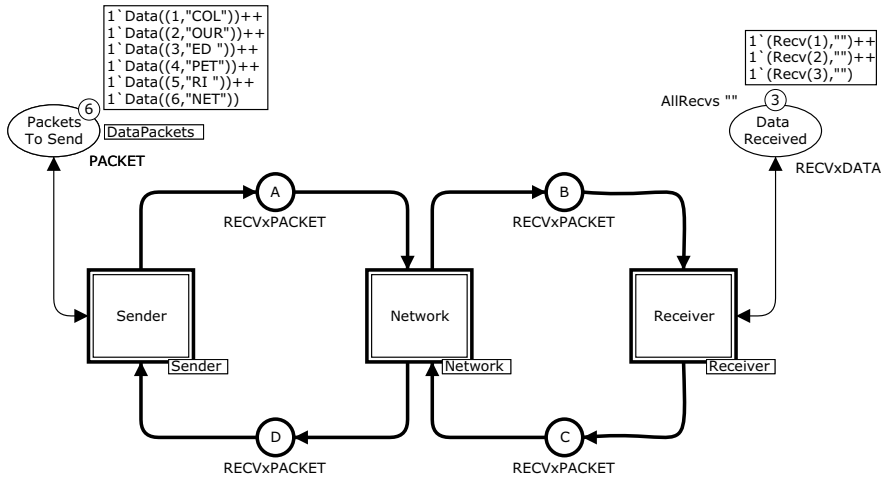 1`Data((1,"COL"))++
1`Data((2,"OUR"))++
1`Data((3,"ED "))++
1`Data((4,"PET"))++
1`Data((5,"RI "))++
1`Data((6,"NET"))
6
Packets
To Send
DataPackets
PACKET
1`(Recv(1),"")++
1`(Recv(2),"")++
1`(Recv(3),"")
AllRecvs ""
3
Data
Received
RECVxDATA
A
RECVxPACKET
B
RECVxPACKET
Sender
Sender
Network
Network
Receiver
Receiver
D
RECVxPACKET
C
RECVxPACKET